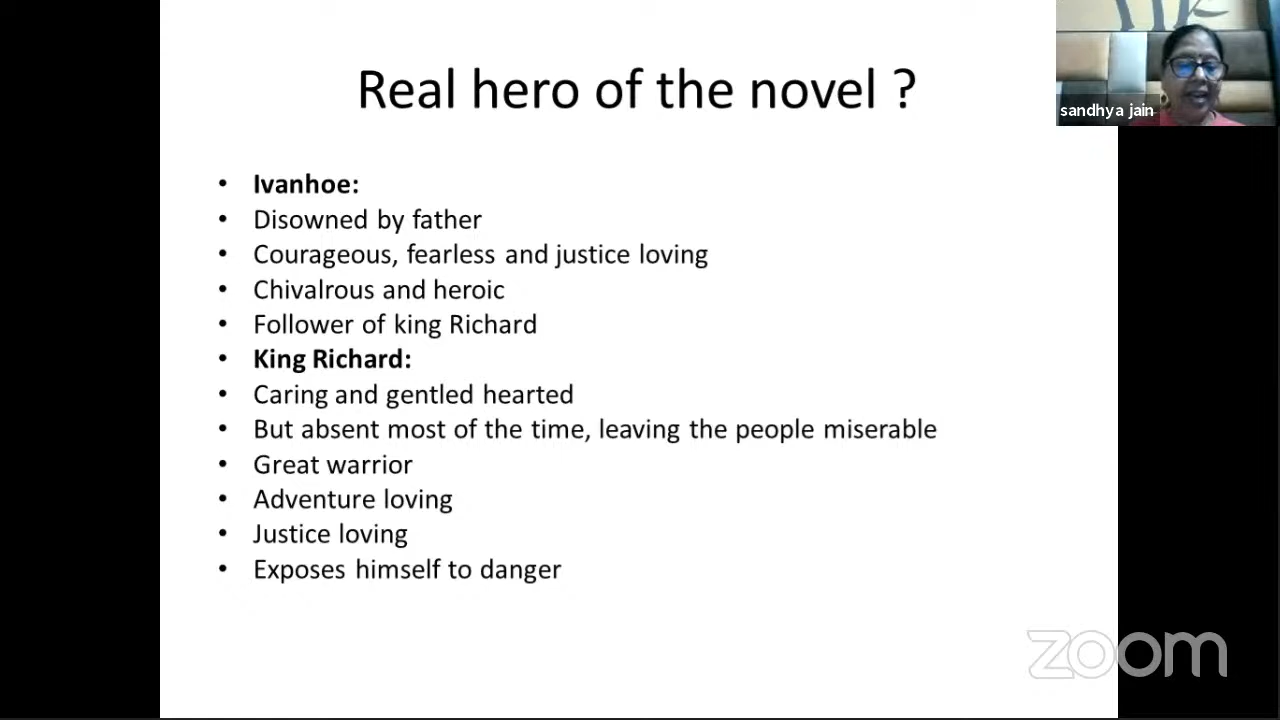 Real hero of the novel ?
sandhya jain
• Ivanhoe:
• Disowned by father
• Courageous, fearless and justice loving
• Chivalrous and heroic
• Follower of king Richard
• King Richard:
• Caring and gentled hearted
• But absent most of the time, leaving the people miserable
• Great warrior
• Adventure loving
• Justice loving
• Exposes himself to danger
zoom